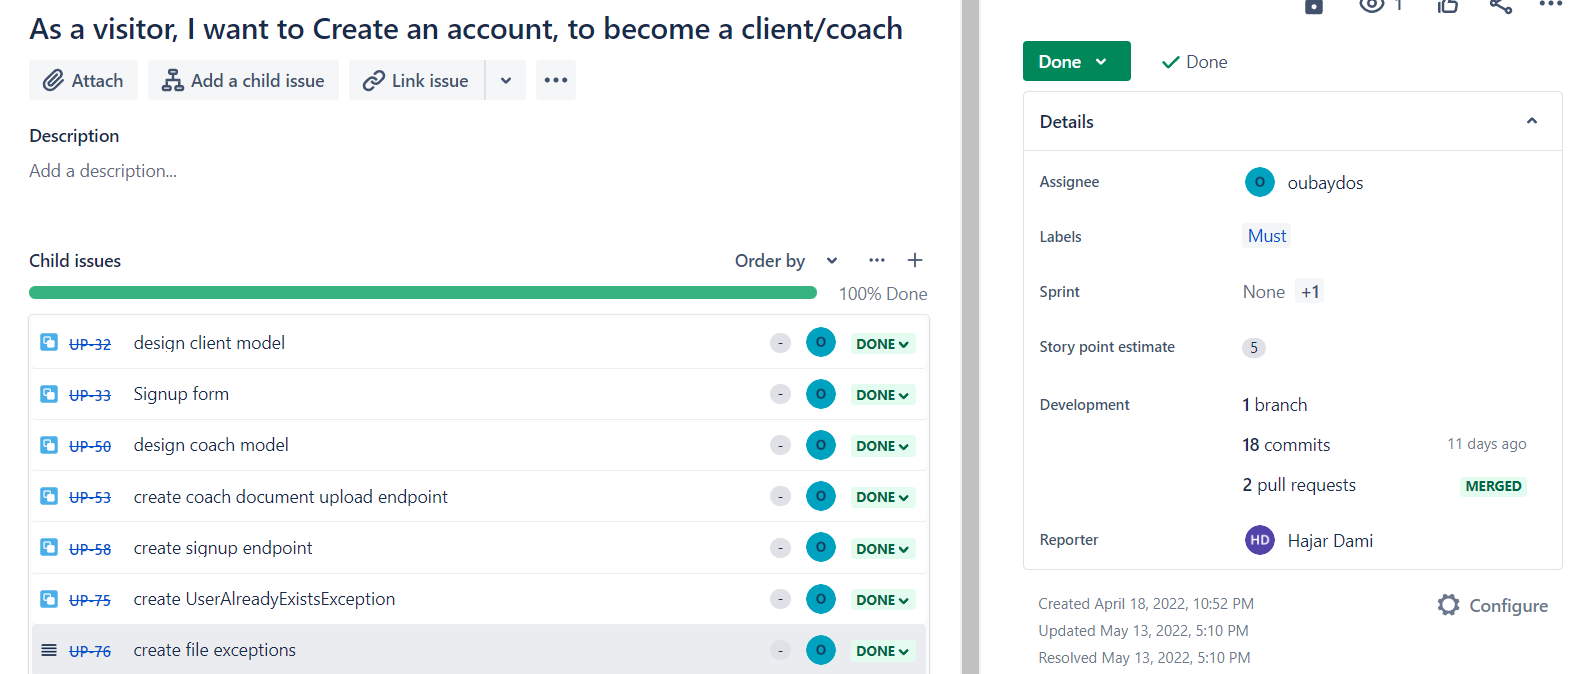 As a visitor, I want to Create an account, to become a client/coach
Attach
Add a child issue
Link issue
Description
Add a description...
Child issues
Order by
100% Done
UP-32 design client model - O DONE
UP-33 Signup form - O DONE
UP-50 design coach model - O DONE
UP-53 create coach document upload endpoint - O DONE
UP-58 create signup endpoint - O DONE
UP-75 create UserAlreadyExistsException - O DONE
UP-76 create file exceptions - O DONE
1
Done
Done
Details
Assignee O oubaydos
Labels Must
Sprint None +1
Story point estimate 5
Development 1 branch
18 commits 11 days ago
2 pull requests MERGED
Reporter HD Hajar Dami
Created April 18, 2022, 10:52 PM
Configure
Updated May 13, 2022, 5:10 PM
Resolved May 13, 2022, 5:10 PM